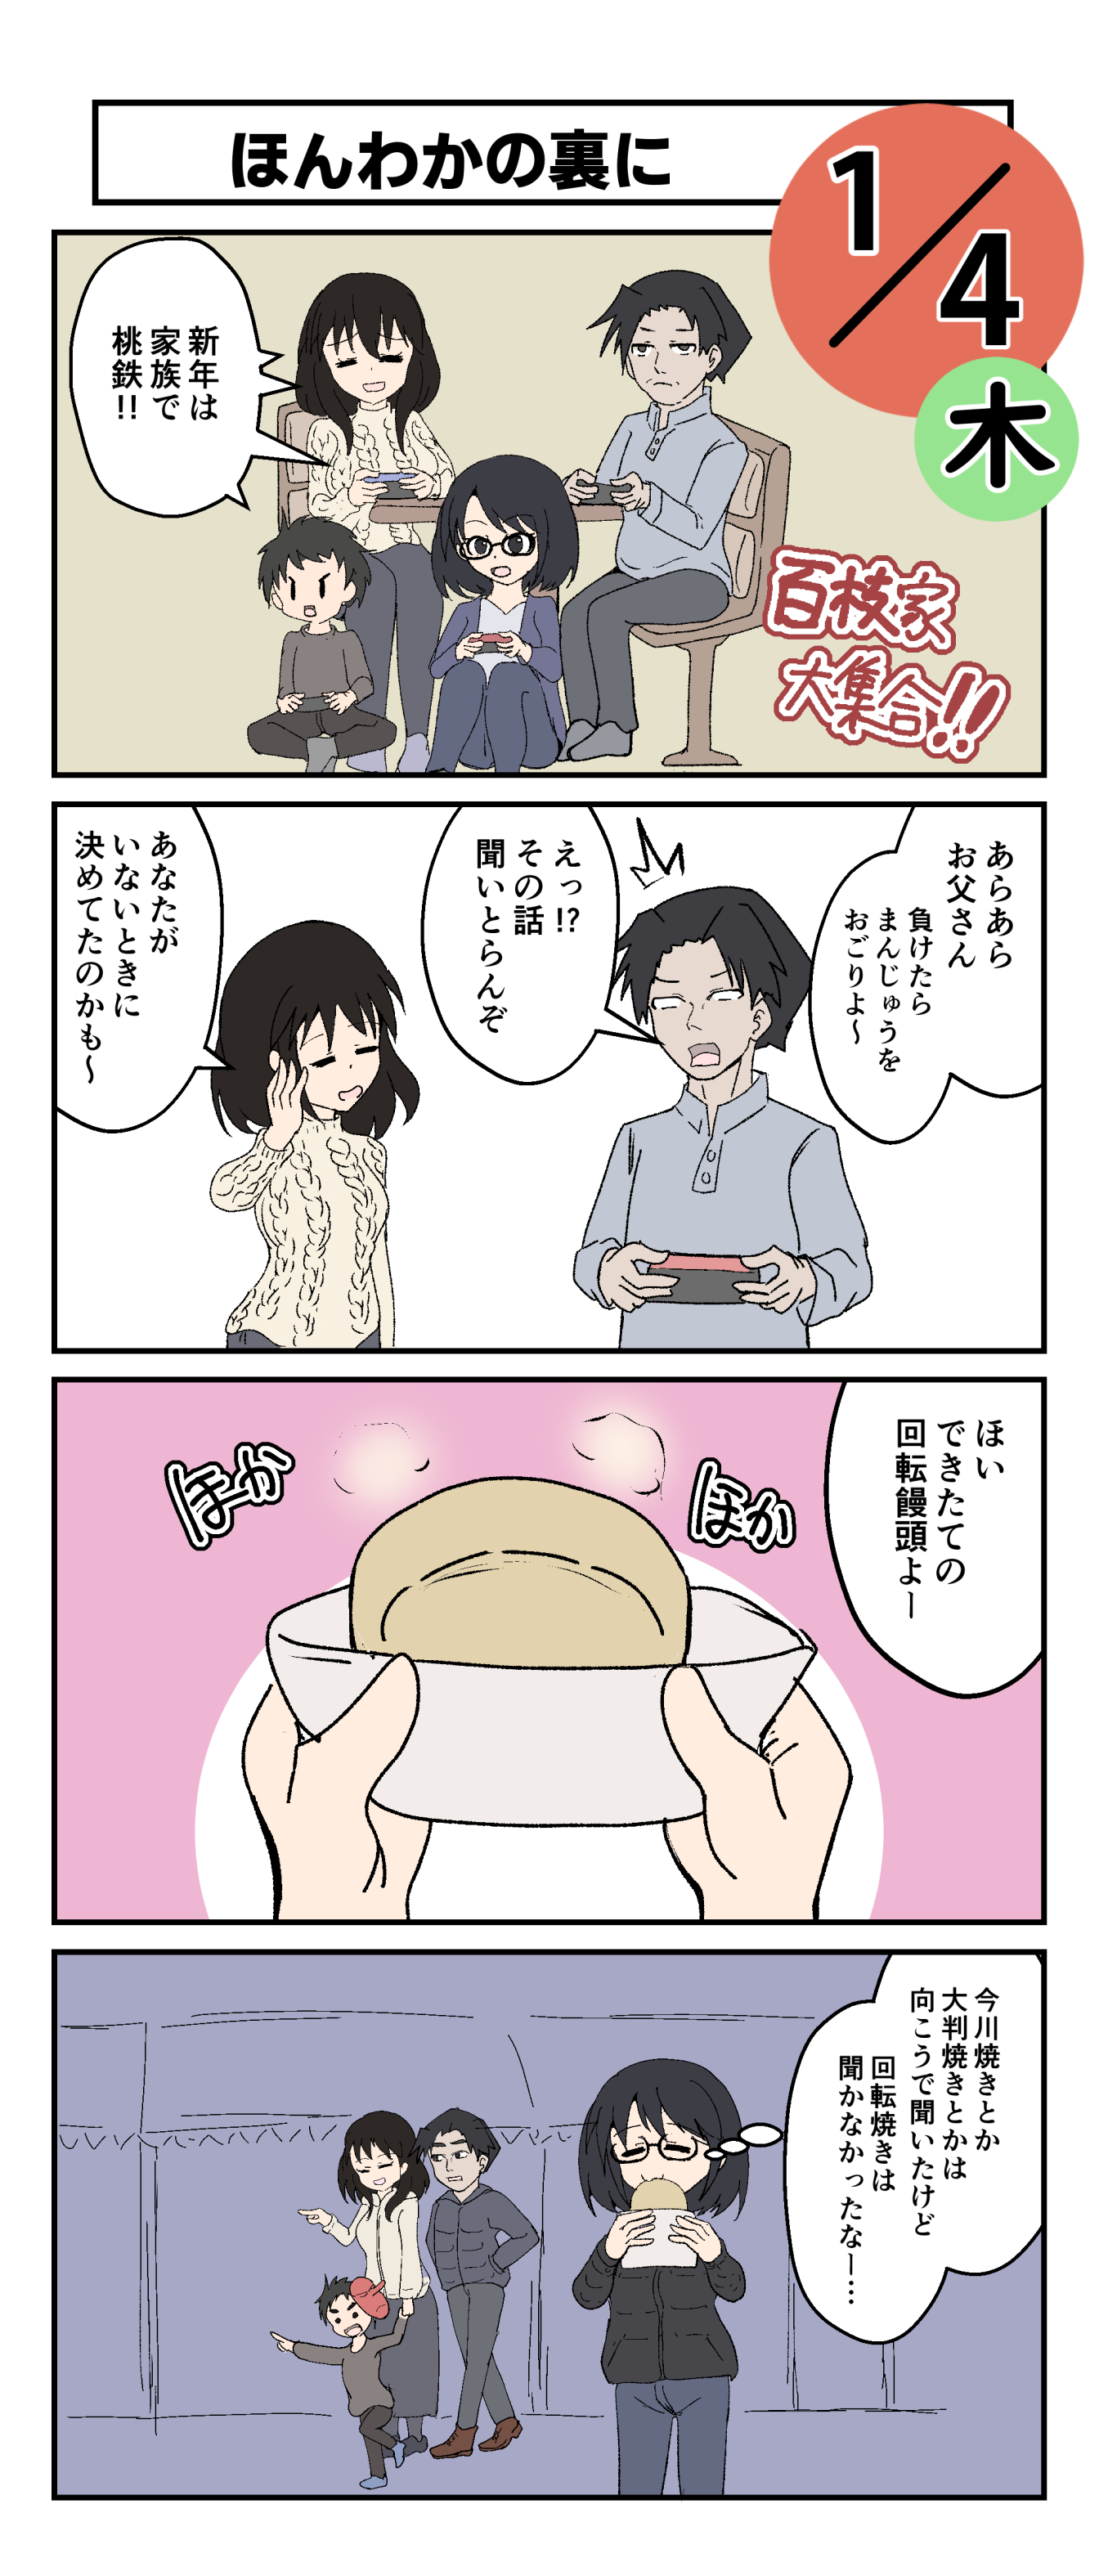 ほんわかの裏に
1/4
木
新年は
家族で
桃鉄!!
百枝家
大集合!!
あらあら
お父さん
負けたら
まんじゅうを
おごりよ〜
えっ!?
その話
聞いとらんぞ
あなたが
いないときに
決めてたのかも〜
ほい
できたての
回転饅頭よー
ほか
ほか
今川焼きとか
大判焼きとかは
向こうで聞いたけど
回転焼きは
聞かなかったなー…